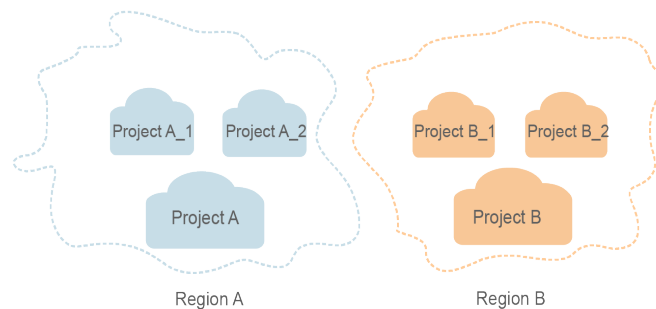 Project A_1
Project A_2
Project B_1
Project B_2
Project A
Project B
Region A
Region B